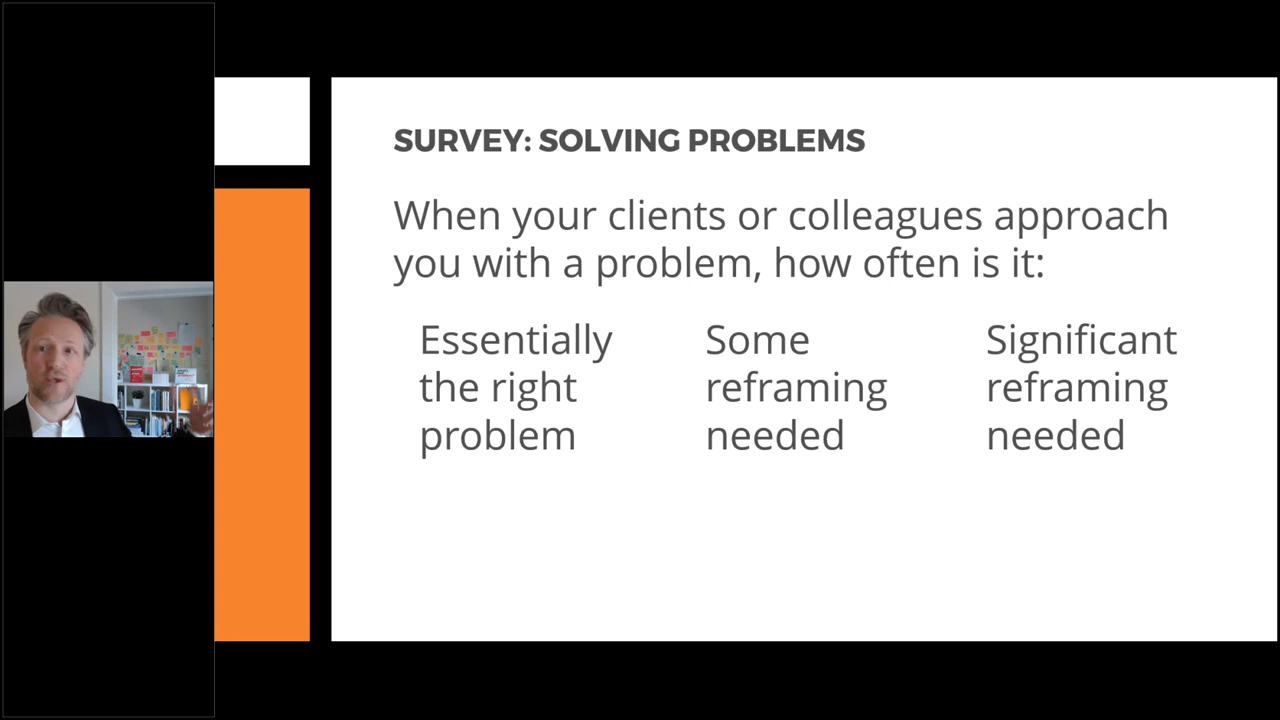 SURVEY: SOLVING PROBLEMS
When your clients or colleagues approach
you with a problem, how often is it:
Essentially
the right
problem
Some
reframing
needed
Significant
reframing
needed